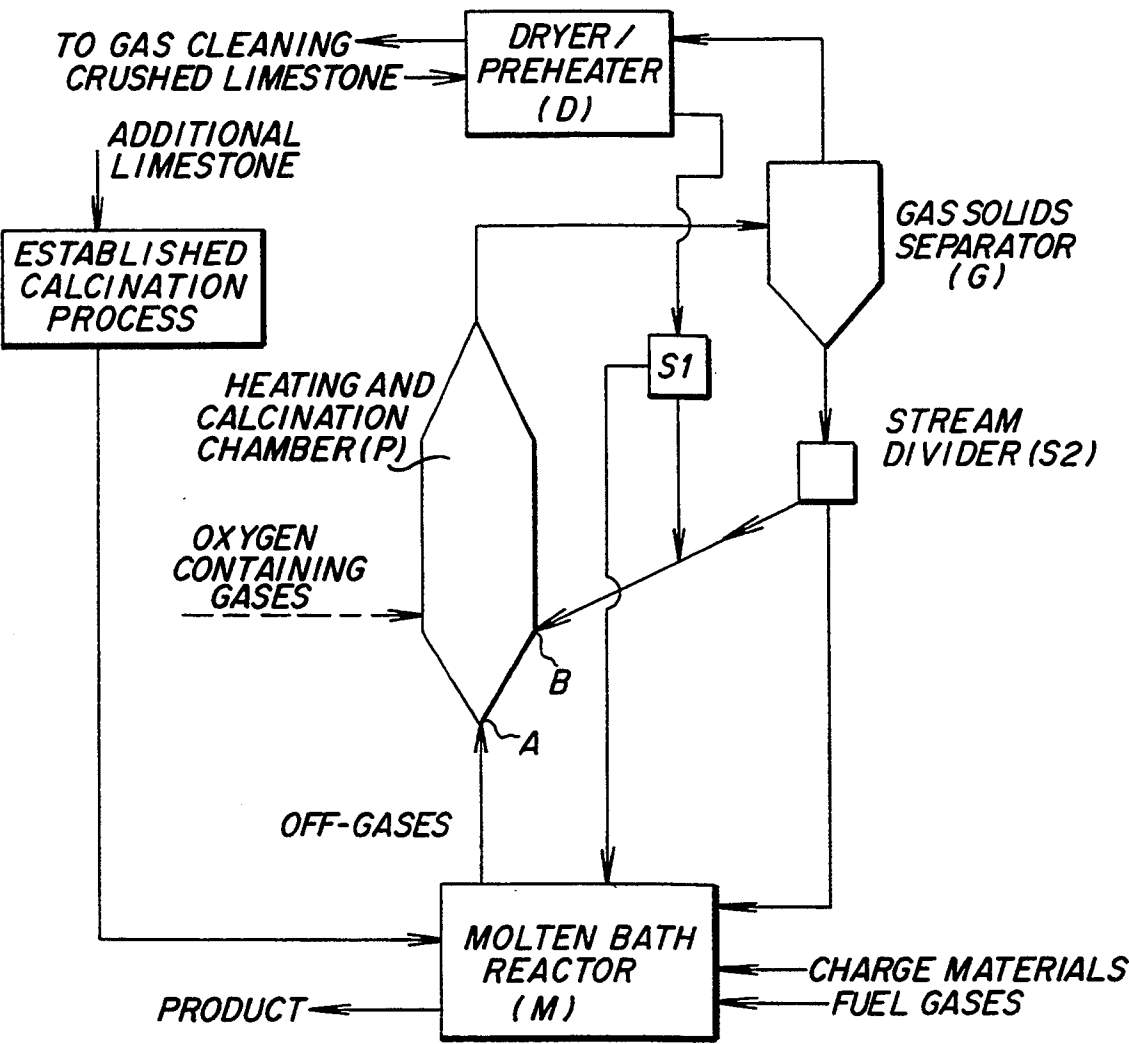 TO GAS CLEANING
CRUSHED LIMESTONE
DRYER/
PREHEATER
(D)
ADDITIONAL
LIMESTONE
ESTABLISHED
CALCINATION
PROCESS
GAS SOLIDS
SEPARATOR
(G)
S1
HEATING AND
CALCINATION
CHAMBER(P)
STREAM
DIVIDER(S2)
OXYGEN
CONTAINING
GASES
B
A
OFF-GASES
MOLTEN BATH
REACTOR
(M)
CHARGE MATERIALS
FUEL GASES
PRODUCT